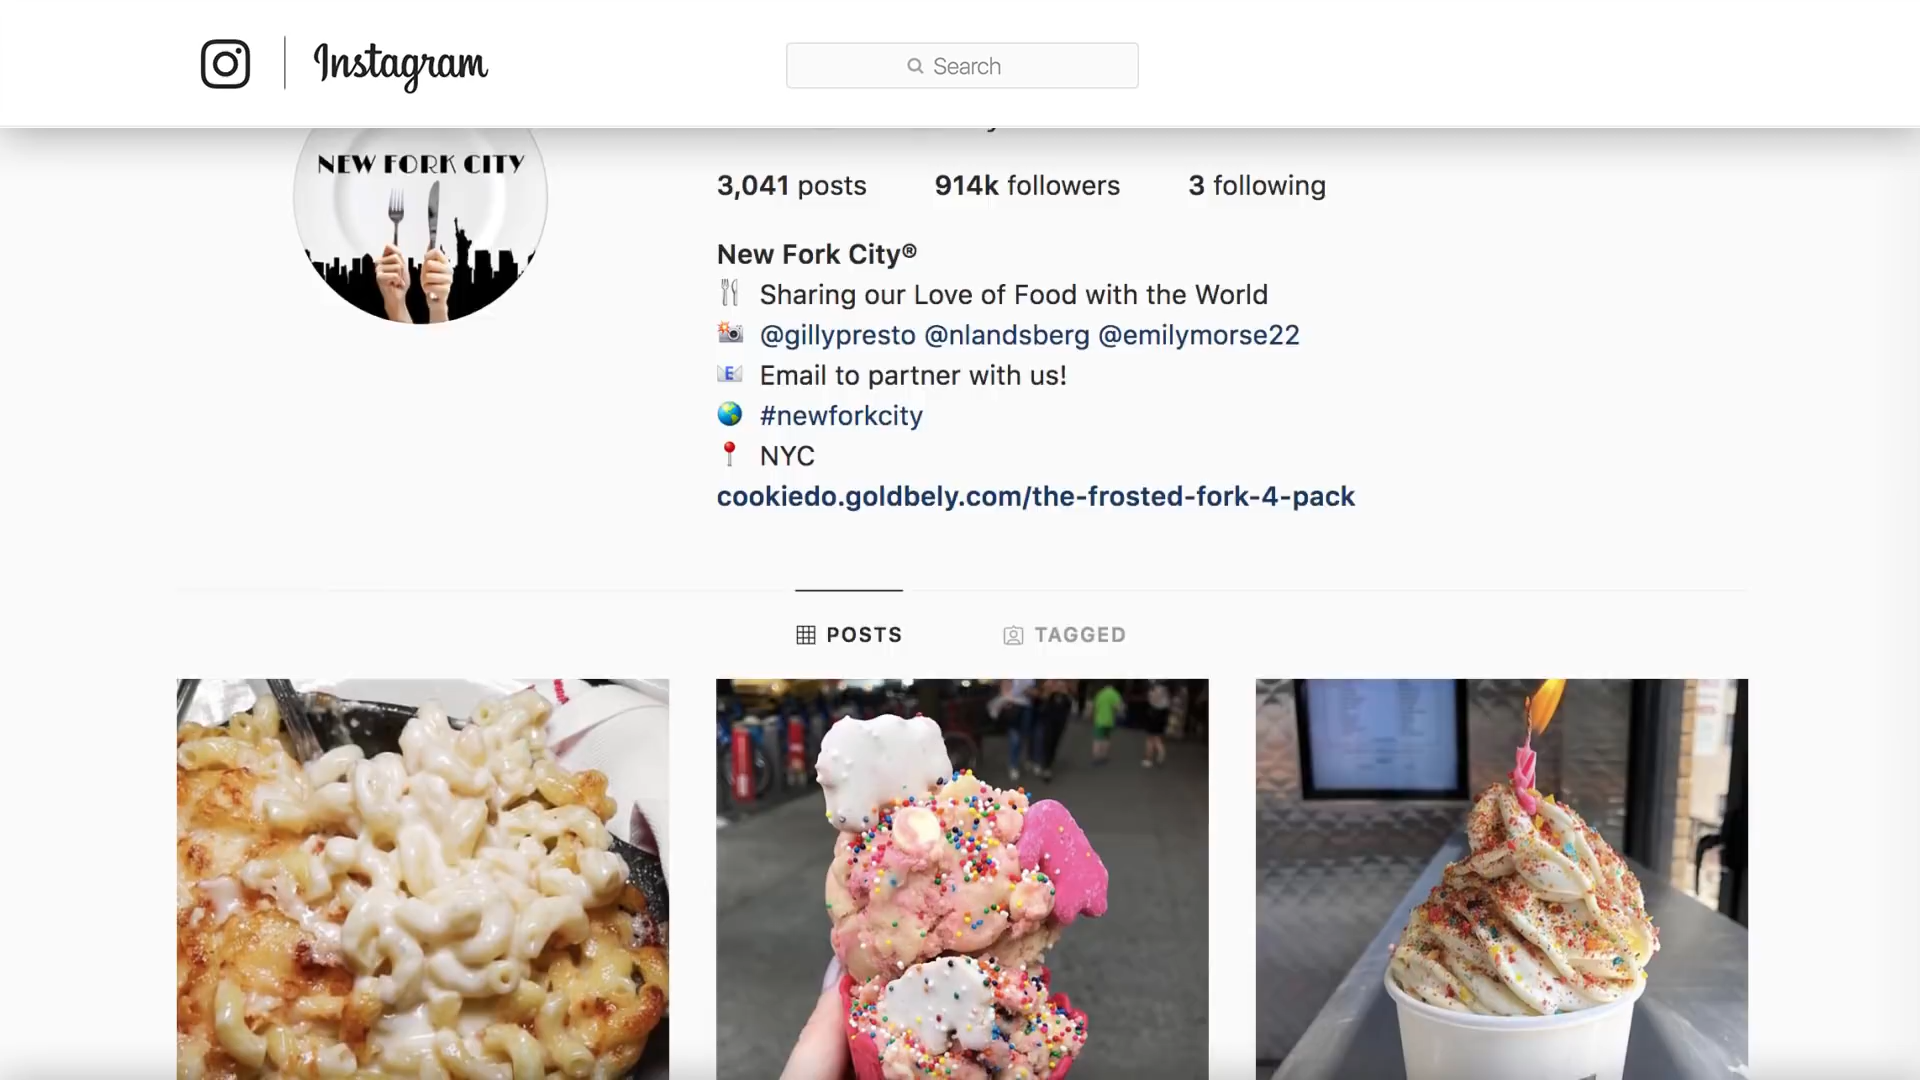 Instagram
Search
NEW FORK CITY
3,041 posts 914k followers 3 following
New Fork City®
Sharing our Love of Food with the World
@gillypresto @nlandsberg @emilymorse22
Email to partner with us!
#newforkcity
NYC
cookiedo.goldbely.com/the-frosted-fork-4-pack
POSTS TAGGED